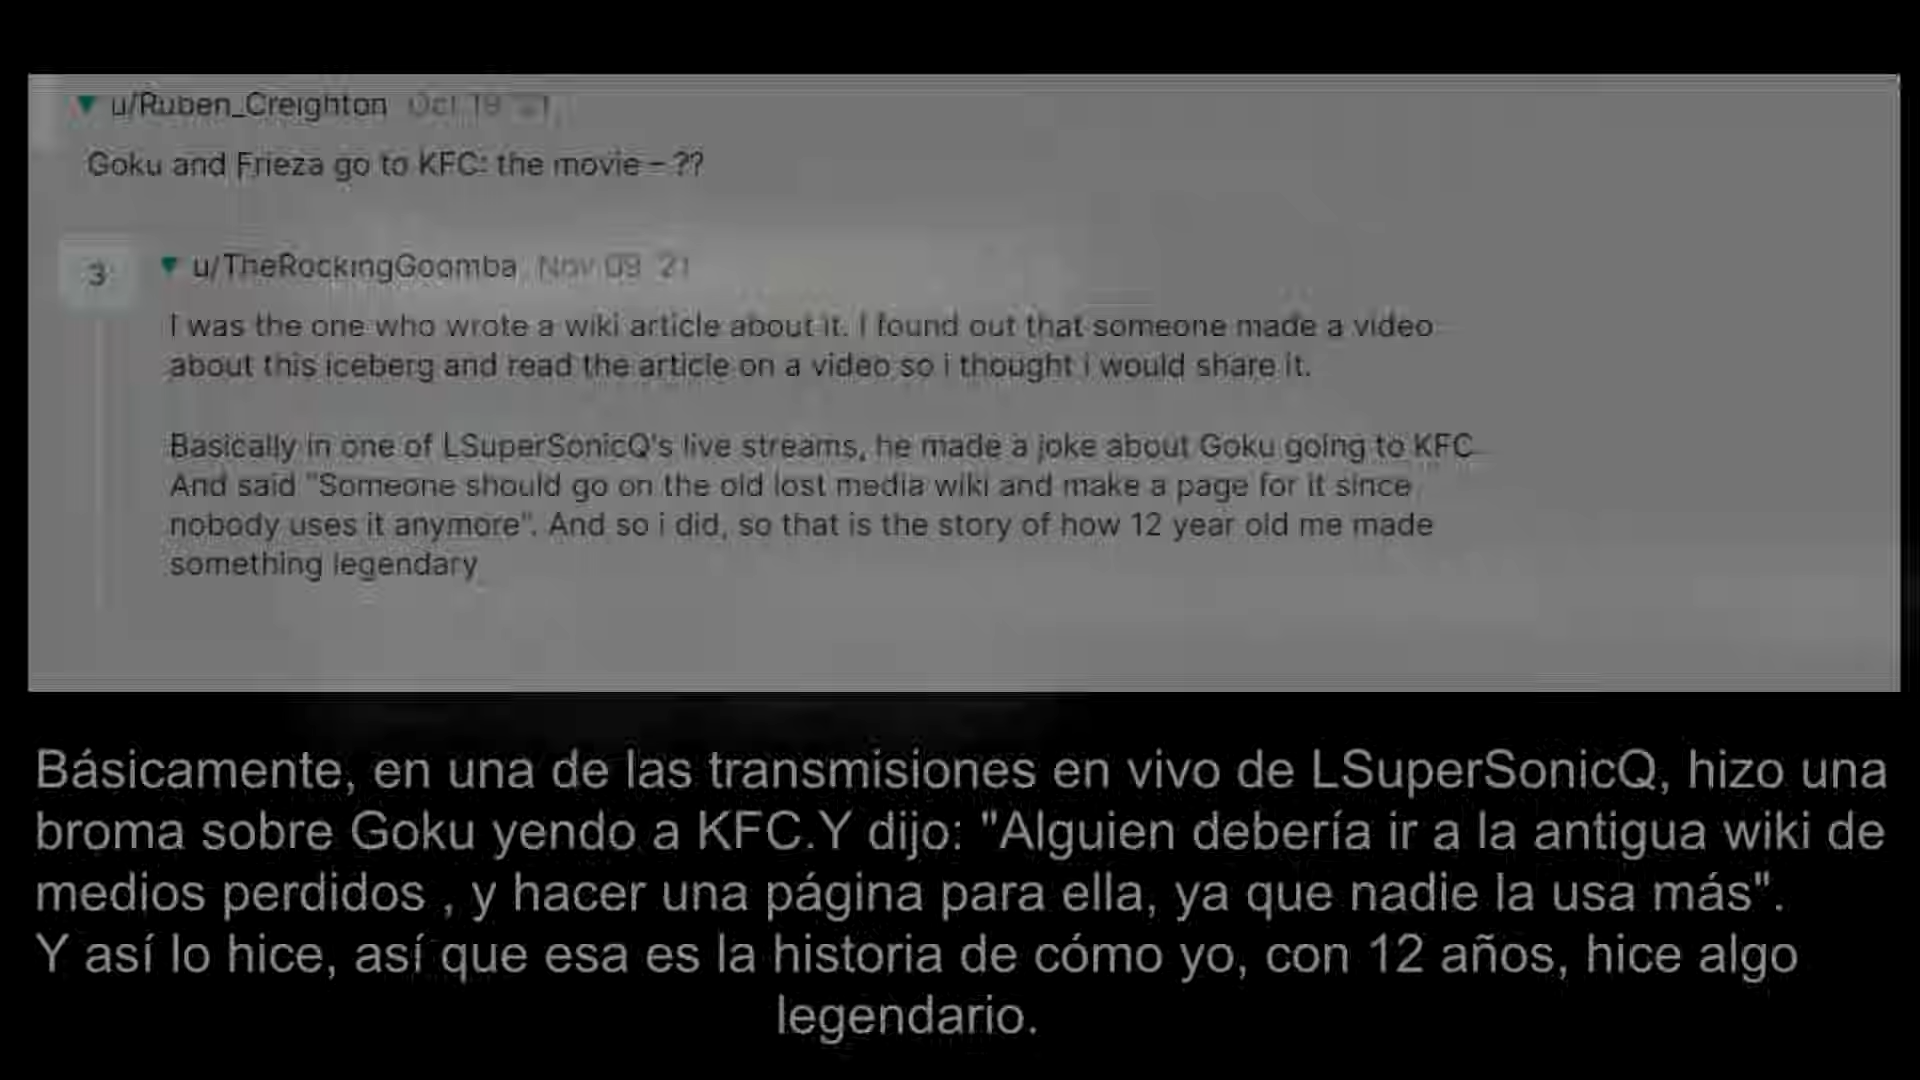 u/Ruben_Creighton Oct 19 21
Goku and Frieza go to KFC: the movie - ??
3 u/TheRockingGoomba Nov 09 21
I was the one who wrote a wiki article about it. I found out that someone made a video
about this iceberg and read the article on a video so i thought i would share it.
Basically in one of LSuperSonicQ's live streams, he made a joke about Goku going to KFC
And said "Someone should go on the old lost media wiki and make a page for it since
nobody uses it anymore". And so i did, so that is the story of how 12 year old me made
something legendary
Básicamente, en una de las transmisiones en vivo de LSuperSonicQ, hizo una
broma sobre Goku yendo a KFC.Y dijo: "Alguien debería ir a la antigua wiki de
medios perdidos , y hacer una página para ella, ya que nadie la usa más".
Y así lo hice, así que esa es la historia de cómo yo, con 12 años, hice algo
legendario.